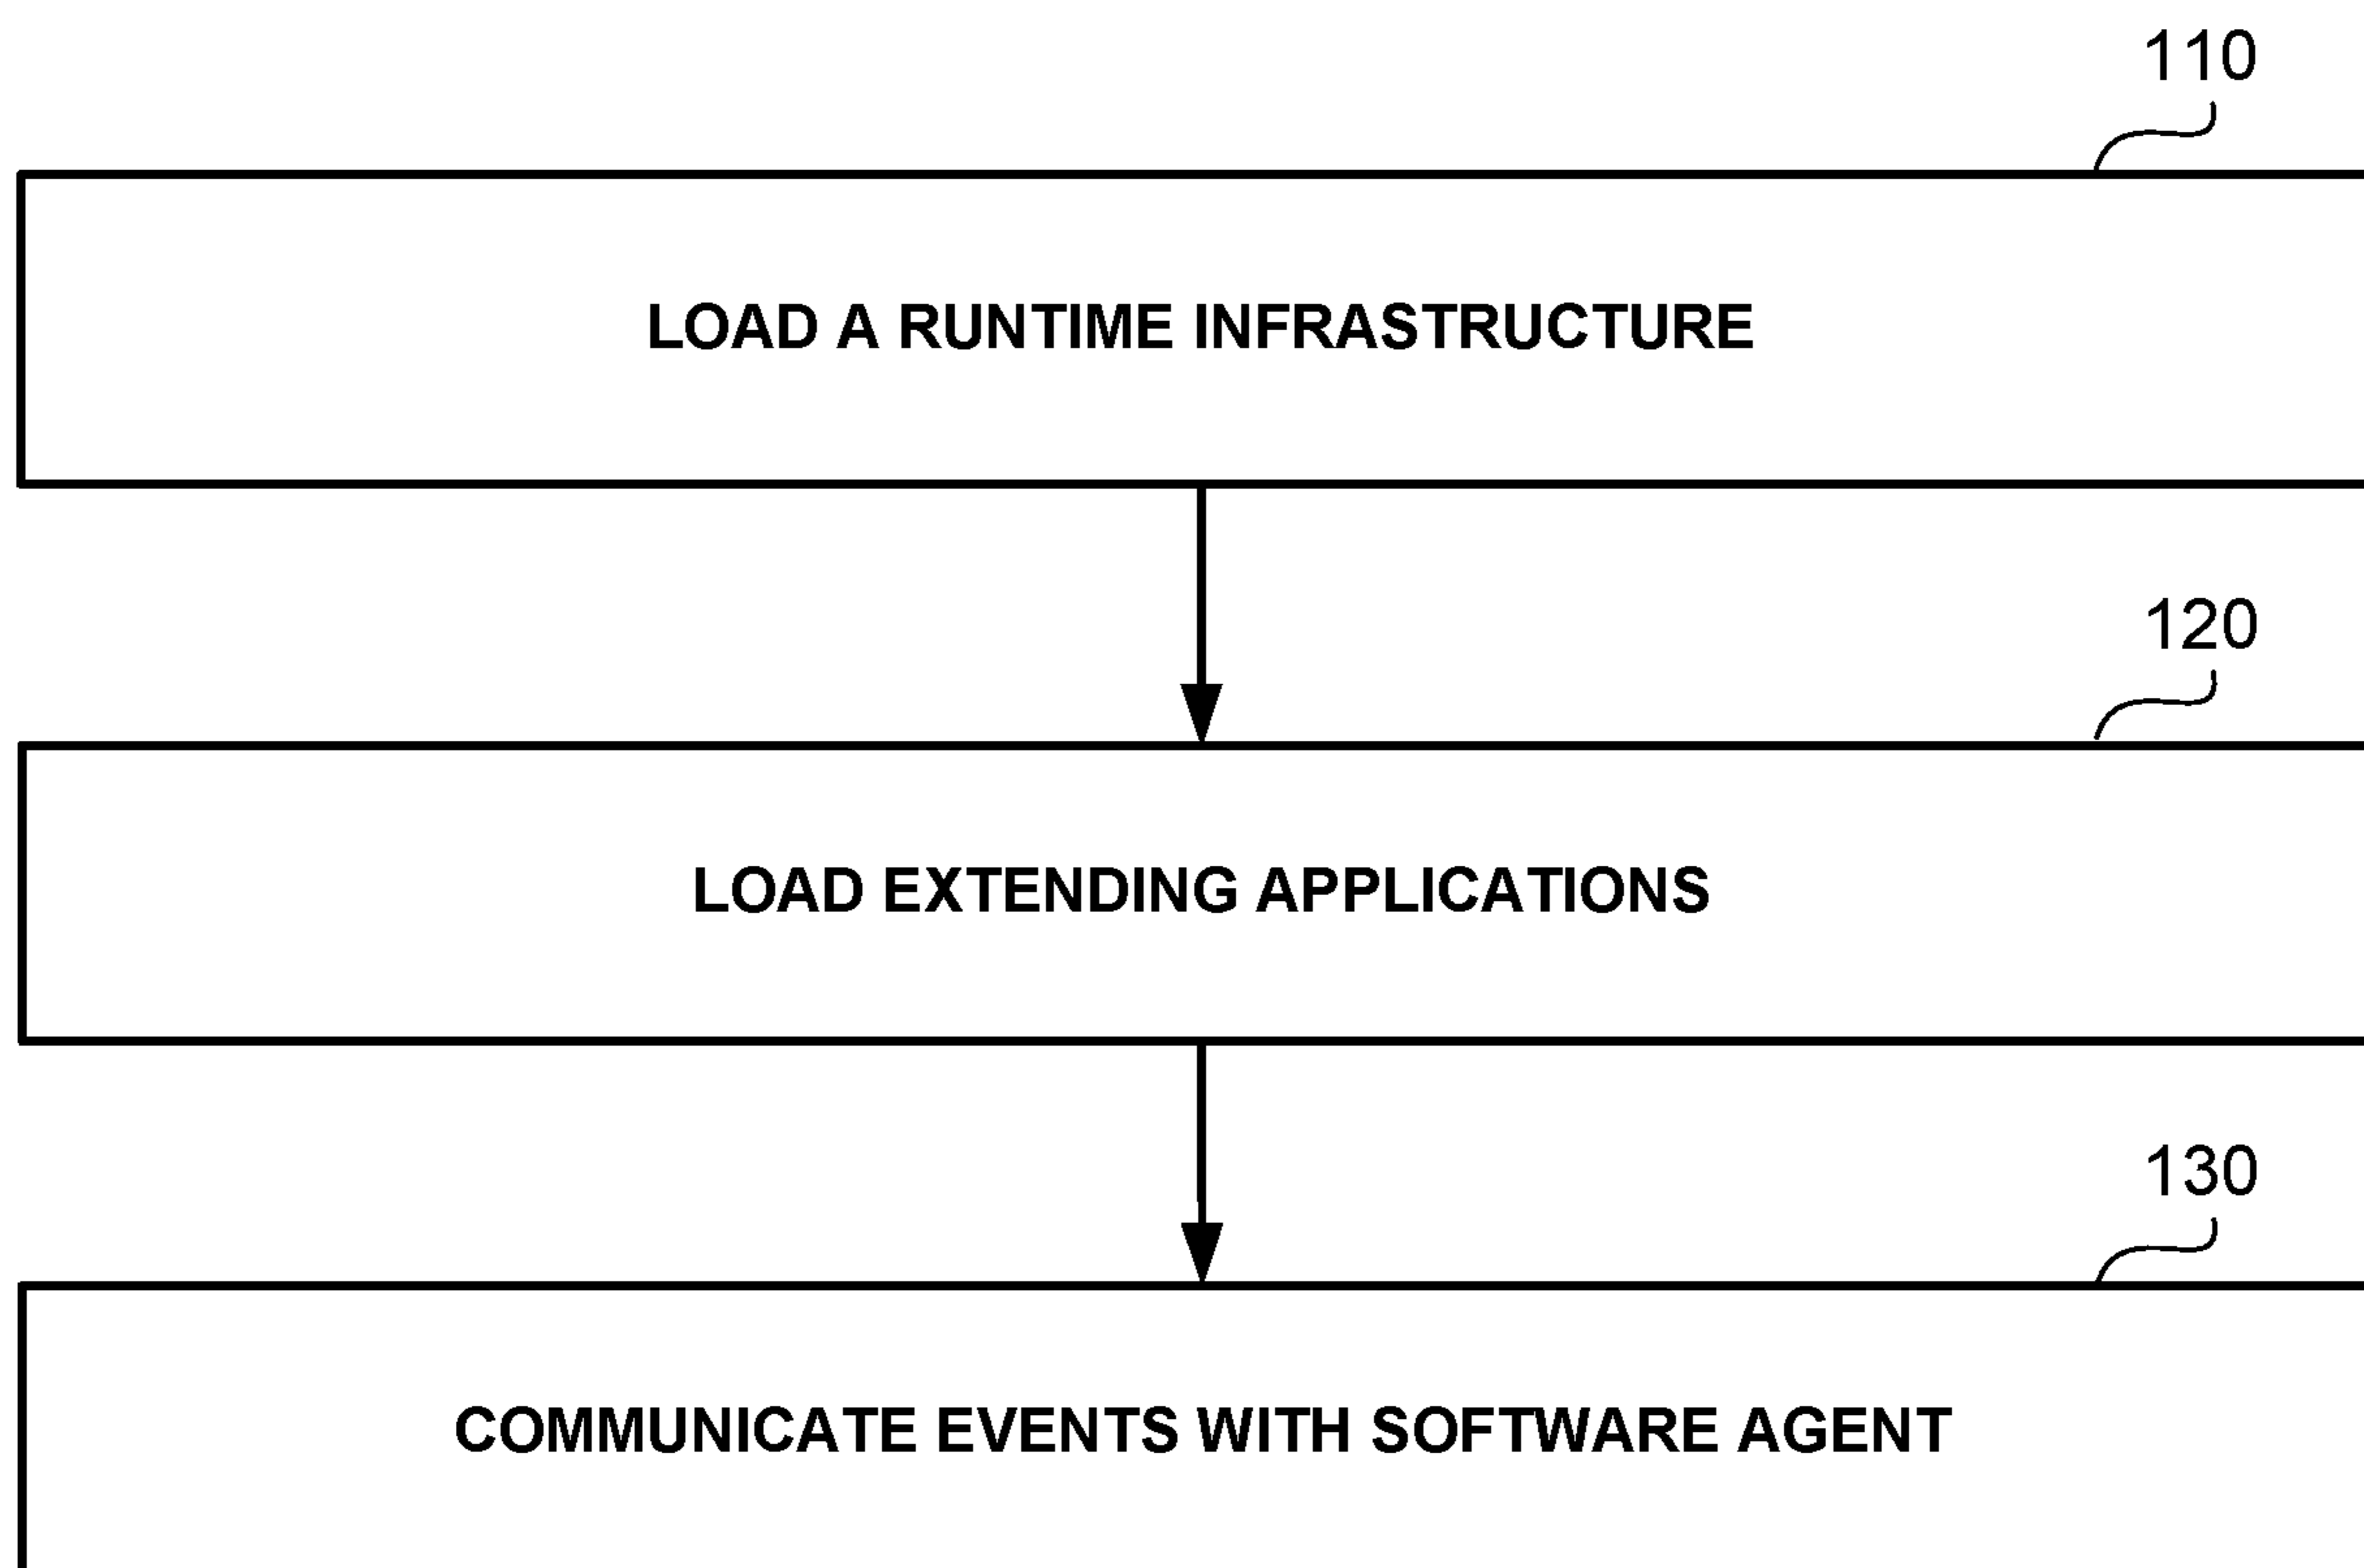 110
LOAD A RUNTIME INFRASTRUCTURE
120
LOAD EXTENDING APPLICATIONS
130
COMMUNICATE EVENTS WITH SOFTWARE AGENT